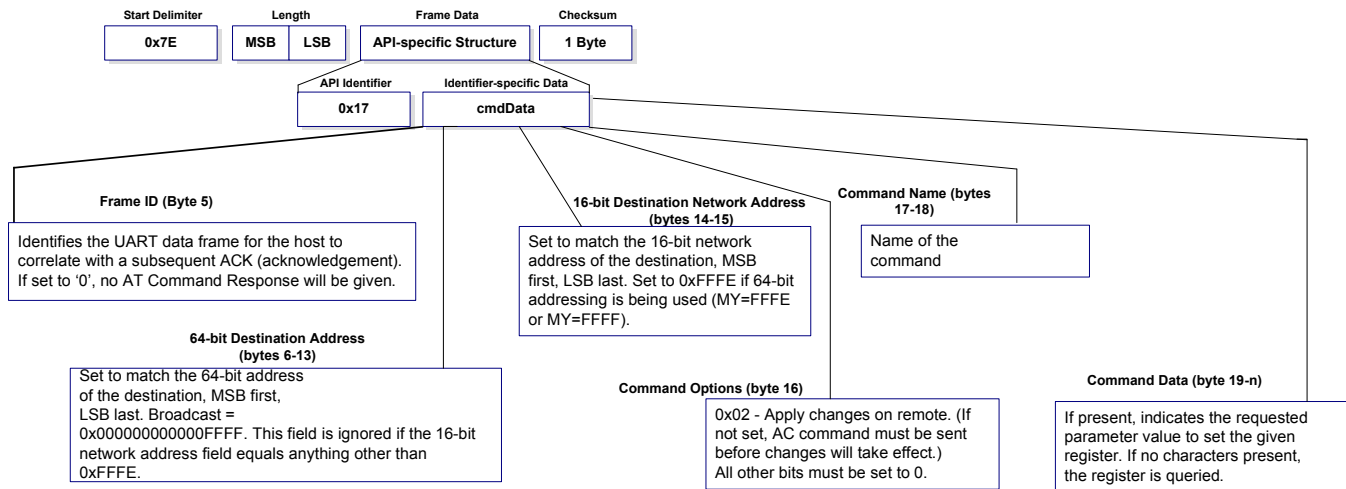 Start Delimiter
Length
Frame Data
Checksum
0x7E
MSB
LSB
API-specific Structure
1 Byte
API Identifier
Identifier-specific Data
0x17
cmdData
Frame ID (Byte 5)
Identifies the UART data frame for the host to
correlate with a subsequent ACK (acknowledgement).
If set to ‘0’, no AT Command Response will be given.
16-bit Destination Network Address
(bytes 14-15)
Set to match the 16-bit network
address of the destination, MSB
first, LSB last. Set to 0xFFFE if 64-bit
addressing is being used (MY=FFFE
or MY=FFFF).
Command Name (bytes
17-18)
Name of the
command
64-bit Destination Address
(bytes 6-13)
Set to match the 64-bit address
of the destination, MSB first,
LSB last. Broadcast =
0x000000000000FFFF. This field is ignored if the 16-bit
network address field equals anything other than
0xFFFE.
Command Options (byte 16)
0x02 - Apply changes on remote. (If
not set, AC command must be sent
before changes will take effect.)
All other bits must be set to 0.
Command Data (byte 19-n)
If present, indicates the requested
parameter value to set the given
register. If no characters present,
the register is queried.